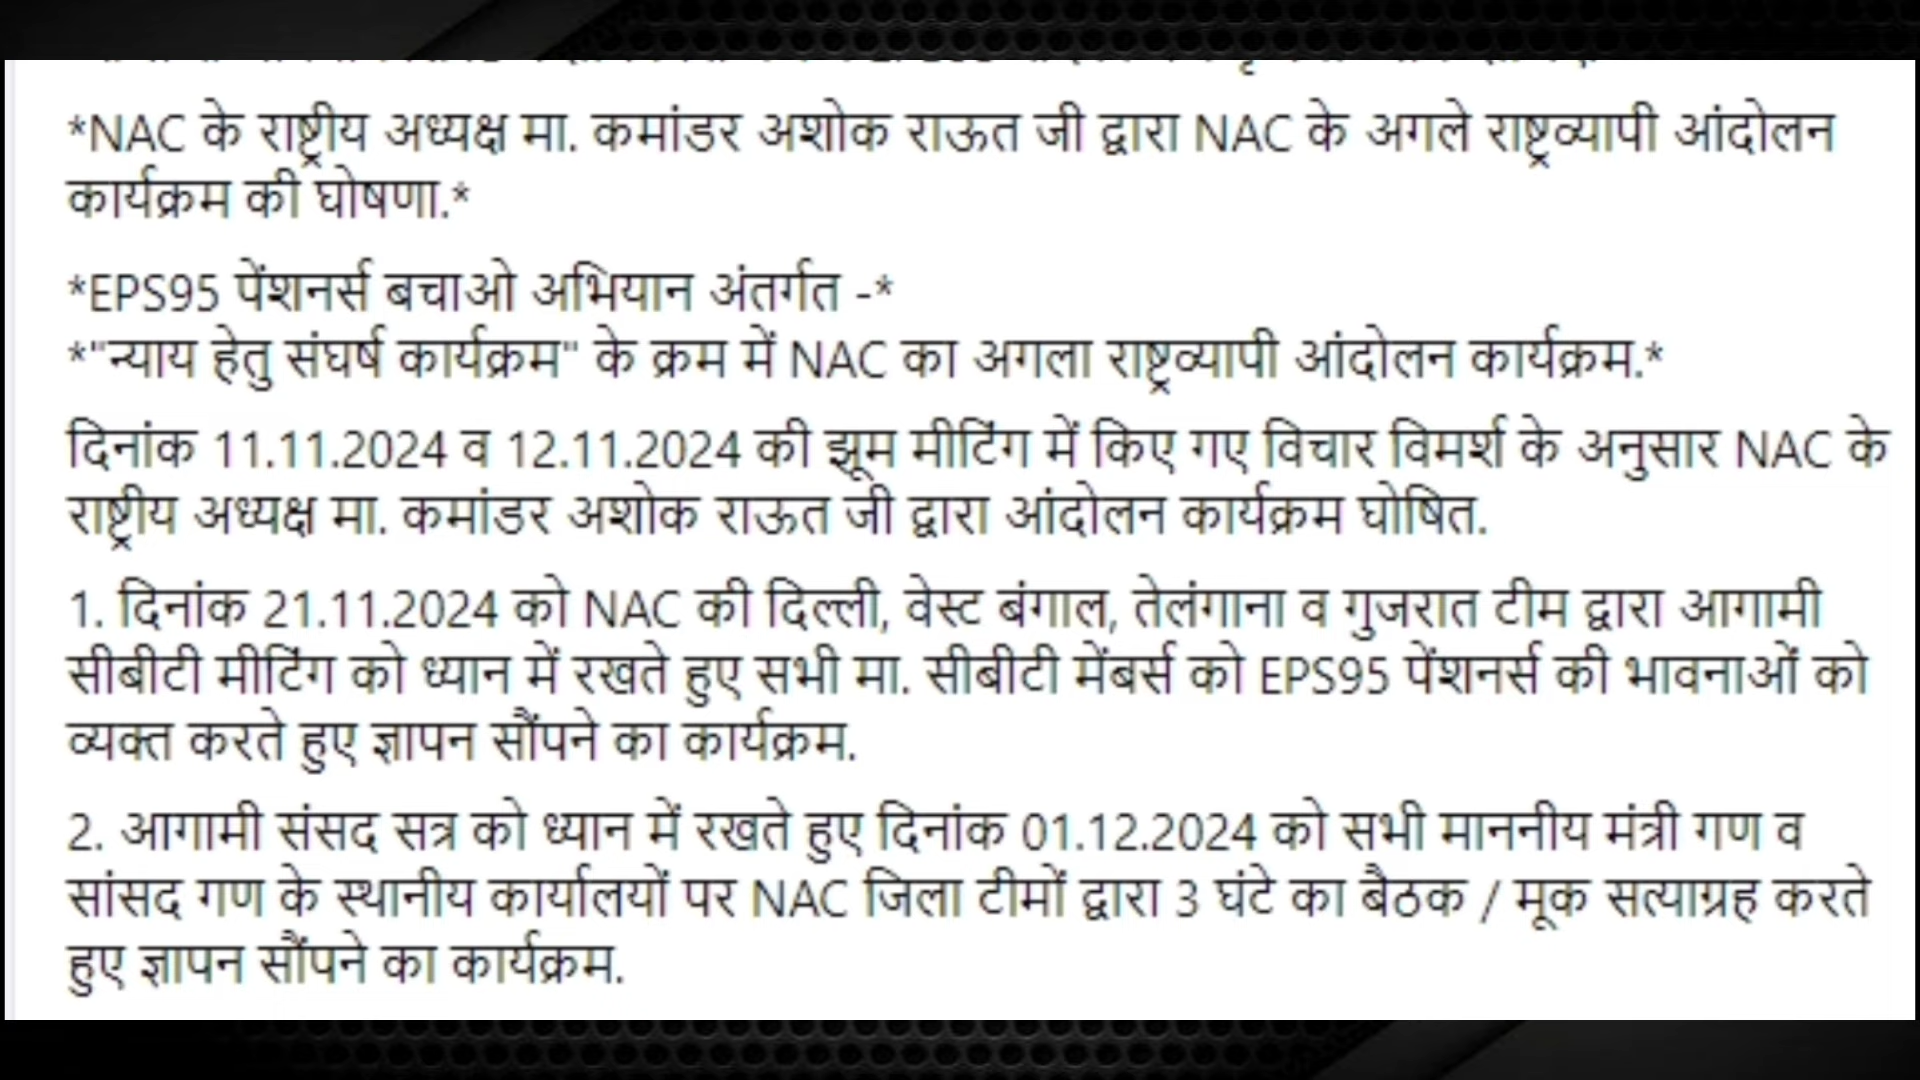 *NAC के राष्ट्रीय अध्यक्ष मा. कमांडर अशोक राऊत जी द्वारा NAC के अगले राष्ट्रव्यापी आंदोलन
कार्यक्रम की घोषणा.*
*EPS95 पेंशनर्स बचाओ अभियान अंतर्गत -*
*"न्याय हेतु संघर्ष कार्यक्रम" के क्रम में NAC का अगला राष्ट्रव्यापी आंदोलन कार्यक्रम.*
दिनांक 11.11.2024 व 12.11.2024 की झूम मीटिंग में किए गए विचार विमर्श के अनुसार NAC के
राष्ट्रीय अध्यक्ष मा. कमांडर अशोक राऊत जी द्वारा आंदोलन कार्यक्रम घोषित.
1. दिनांक 21.11.2024 को NAC की दिल्ली, वेस्ट बंगाल, तेलंगाना व गुजरात टीम द्वारा आगामी
सीबीटी मीटिंग को ध्यान में रखते हुए सभी मा. सीबीटी मेंबर्स को EPS95 पेंशनर्स की भावनाओं को
व्यक्त करते हुए ज्ञापन सौंपने का कार्यक्रम.
2. आगामी संसद सत्र को ध्यान में रखते हुए दिनांक 01.12.2024 को सभी माननीय मंत्री गण व
सांसद गण के स्थानीय कार्यालयों पर NAC जिला टीमों द्वारा 3 घंटे का बैठक / मूक सत्याग्रह करते
हुए ज्ञापन सौंपने का कार्यक्रम.